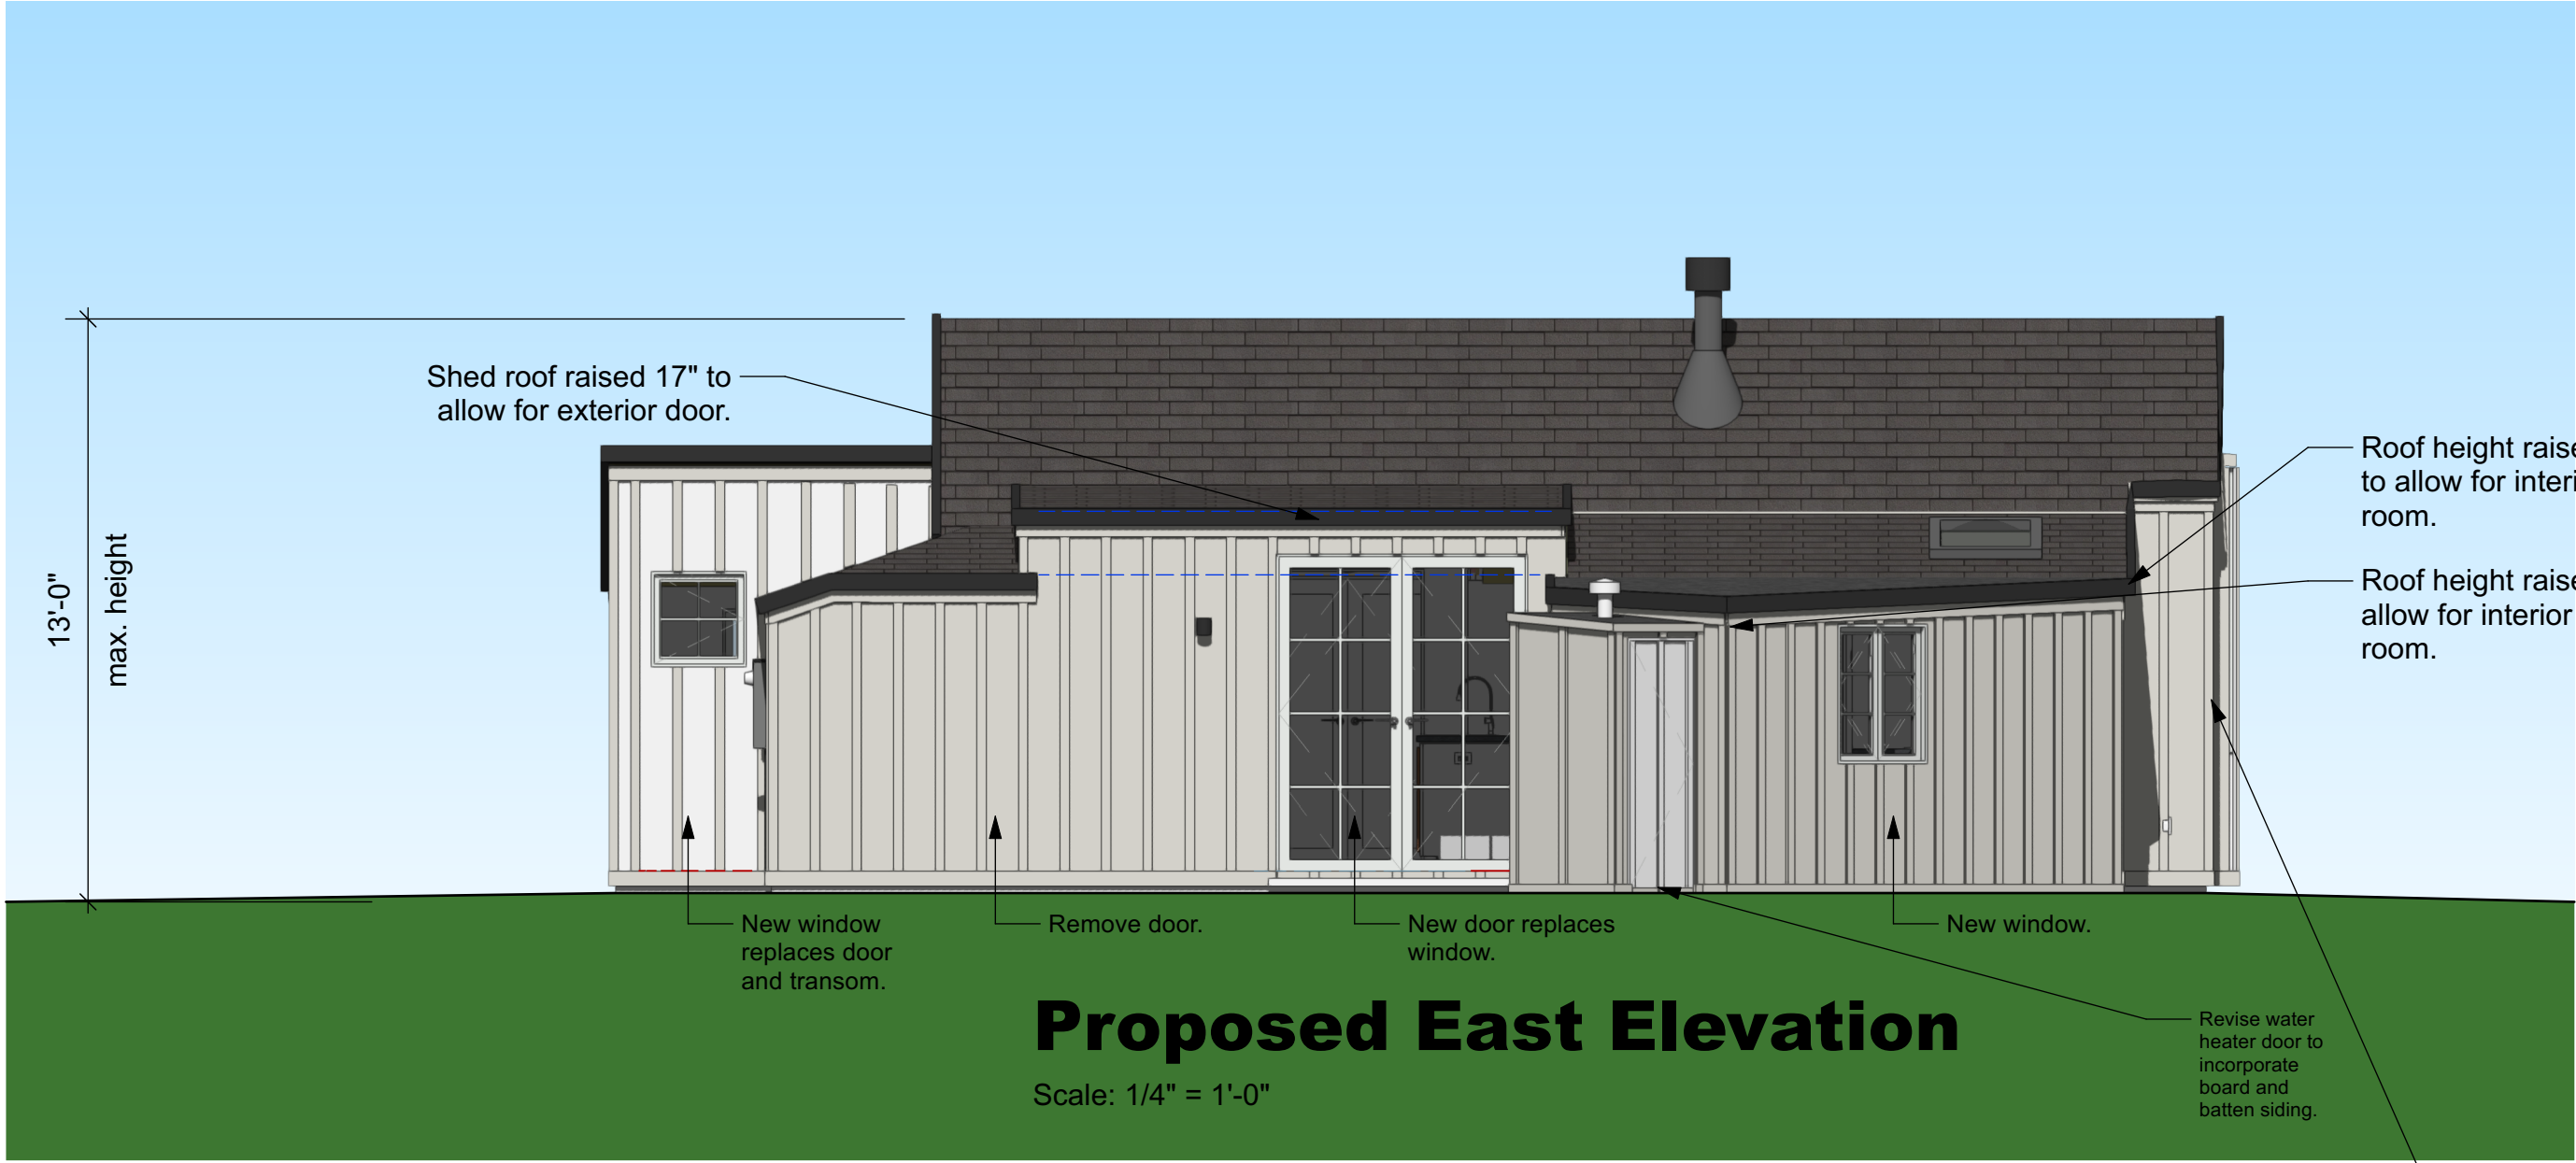 13'-0"
max. height
Shed roof raised 17" to
allow for exterior door.
Roof height
to allow for
room.
Roof height
allow for interior
room.
New window
replaces door
and transom.
Remove door.
New door replaces
window.
New window.
Proposed East Elevation
Scale: 1/4" = 1'-0"
Revise water
heater door to
incorporate
board and
batten siding.